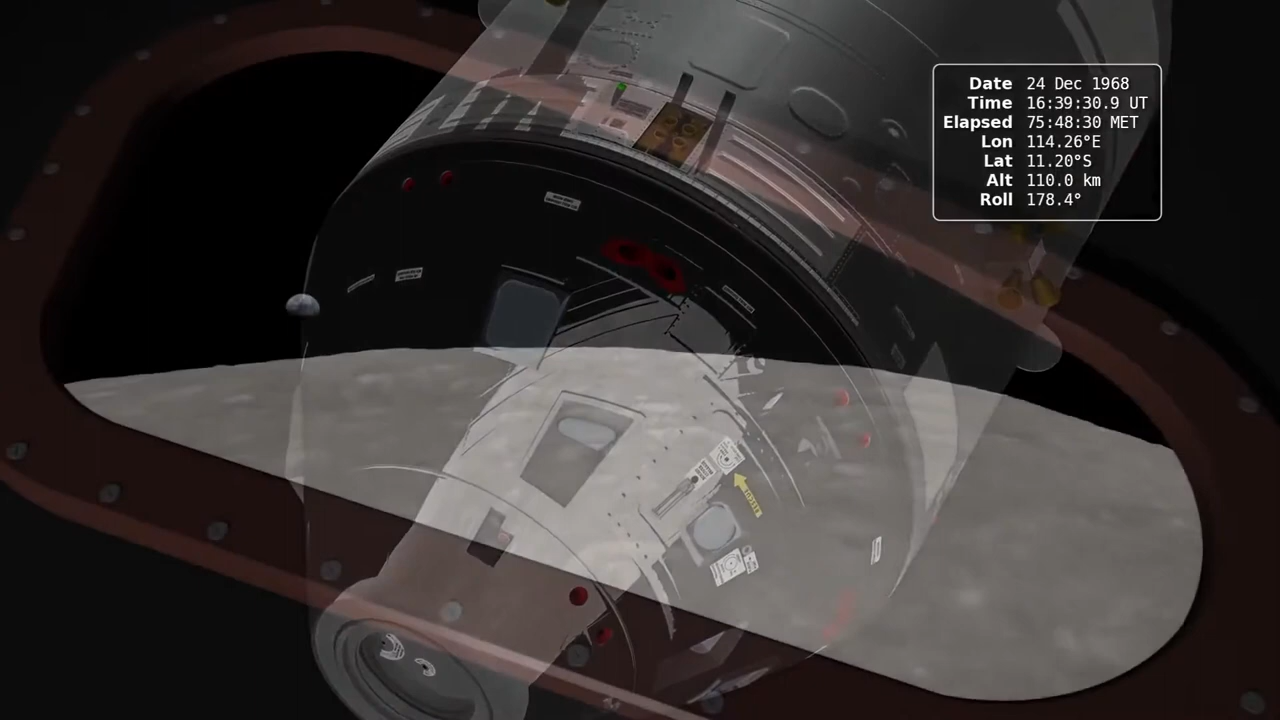 Date 24 Dec 1968
Time 16:39:30.9 UT
Elapsed 75:48:30 MET
Lon 114.26°E
Lat 11.20°S
Alt 110.0 km
Roll 178.4°